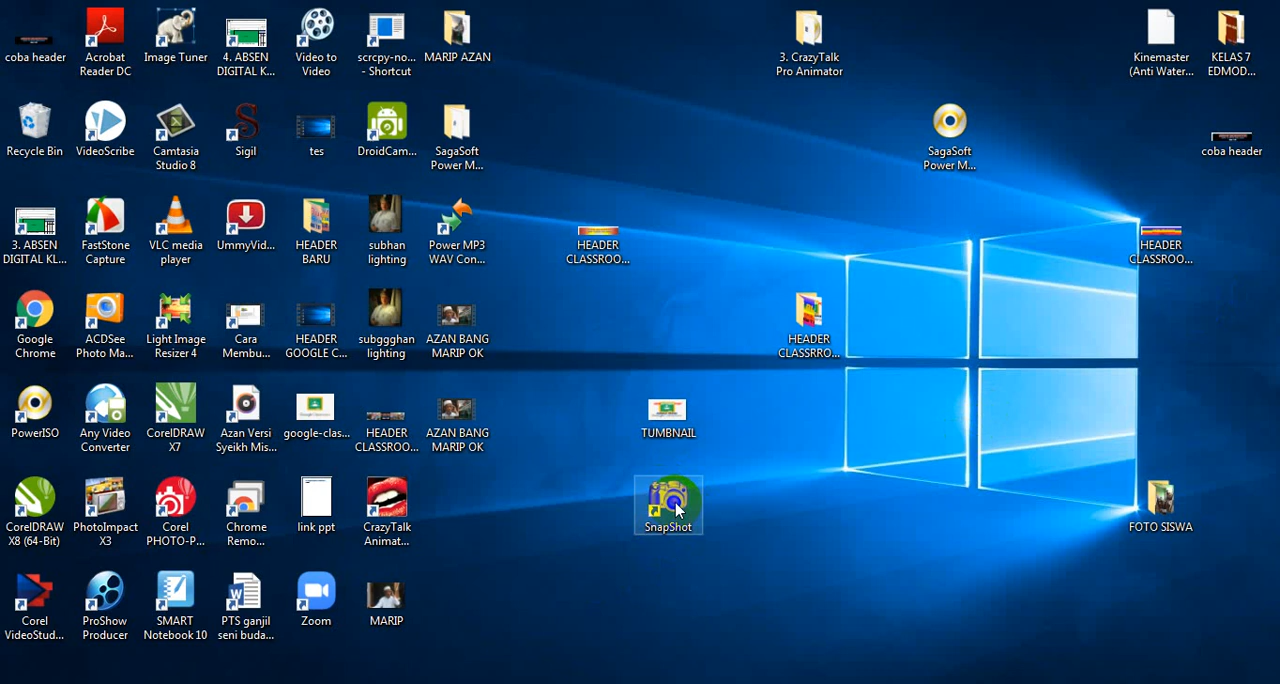 coba header
Acrobat
Reader DC
Image Tuner
4. ABSEN
DIGITAL K...
Video to
Video
scrcpy-no...
- Shortcut
MARIP AZAN
3. CrazyTalk
Pro Animator
Kinemaster
(Anti Water...
KELAS 7
EDMOD...
Recycle Bin
VideoScribe
Camtasia
Studio 8
Sigil
tes
DroidCam...
SagaSoft
Power M...
SagaSoft
Power M...
coba header
3. ABSEN
DIGITAL KL...
FastStone
Capture
VLC media
player
UmmyVid...
HEADER
BARU
subhan
lighting
Power MP3
WAV Con...
HEADER
CLASSROO...
HEADER
CLASSROO...
Google
Chrome
ACDSee
Photo Ma...
Light Image
Resizer 4
Cara
Membu...
HEADER
GOOGLE C...
subggghan
lighting
AZAN BANG
MARIP OK
HEADER
CLASSRRO...
PowerISO
Any Video
Converter
CorelDRAW
X7
Azan Versi
Syeikh Mis...
google-clas...
HEADER
CLASSROO...
AZAN BANG
MARIP OK
TUMBNAIL
CorelDRAW
X8 (64-Bit)
PhotoImpact
X3
Corel
PHOTO-P...
Chrome
Remo...
link ppt
CrazyTalk
Animat...
SnapShot
FOTO SISWA
Corel
VideoStud...
ProShow
Producer
SMART
Notebook 10
PTS ganjil
seni buda...
Zoom
MARIP